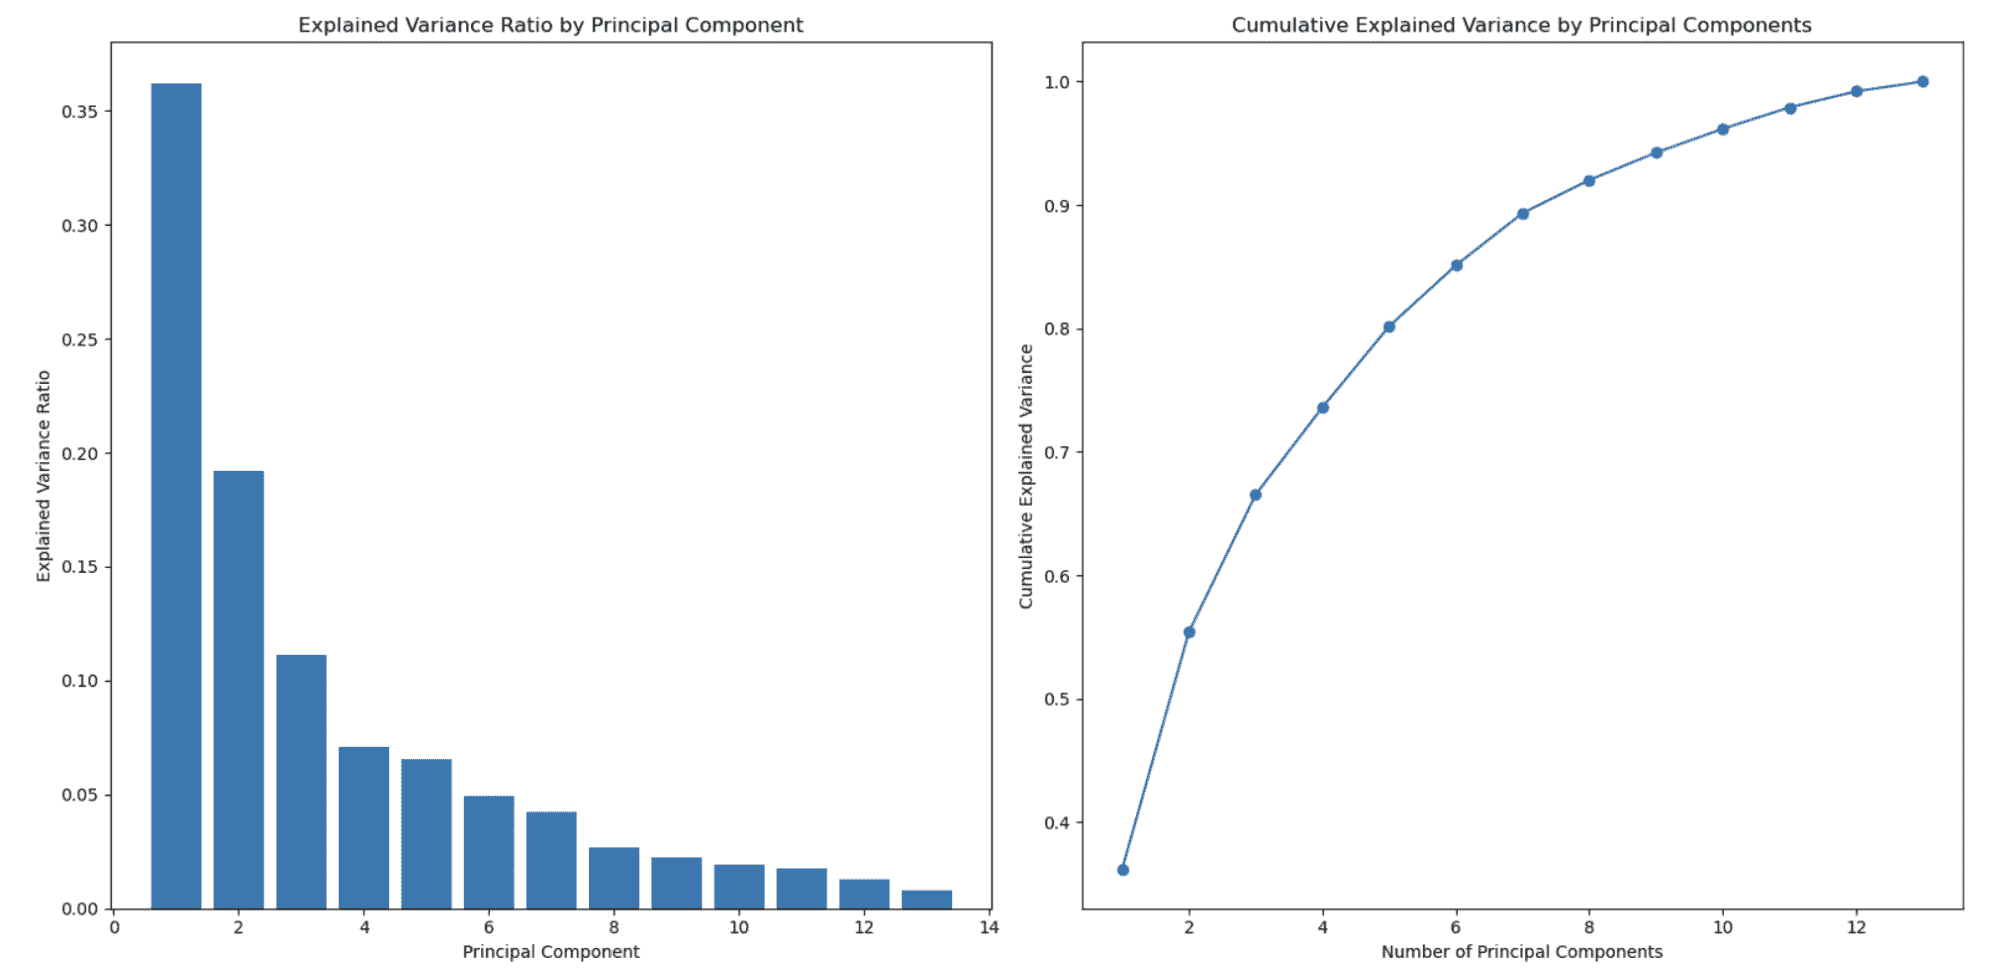 Explained Variance Ratio by Principal Component
0.35
0.30
0.25
0.20
0.15
0.10
0.05
0.00
Explained Variance Ratio
0 2 4 6 8 10 12 14
Principal Component
Cumulative Explained Variance by Principal Components
1.0
0.9
0.8
0.7
0.6
0.5
0.4
Cumulative Explained Variance
2 4 6 8 10 12
Number of Principal Components